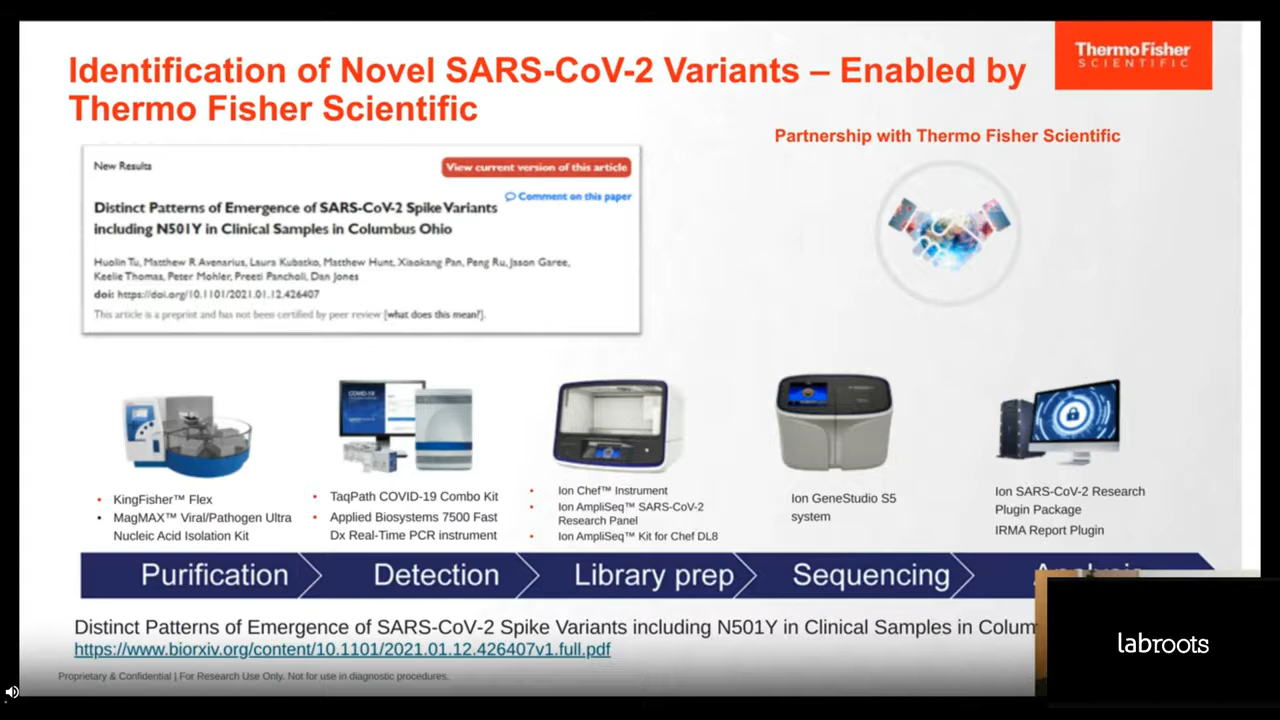 Identification of Novel SARS-CoV-2 Variants – Enabled by
Thermo Fisher Scientific
ThermoFisher
SCIENTIFIC
Partnership with Thermo Fisher Scientific
New Results
View current version of this article
Comment on this paper
Distinct Patterns of Emergence of SARS-CoV-2 Spike Variants
including N501Y in Clinical Samples in Columbus Ohio
Huolin Tu, Matthew R Avenarius, Laura Kubatko, Matthew Hunt, Xiaokang Pan, Peng Ru, Jason Garee,
Keelie Thomas, Peter Mohler, Preeti Pancholi, Dan Jones
doi: https://doi.org/10.1101/2021.01.12.426407
This article is a preprint and has not been certified by peer review [what does this mean?].
COVID-19
• KingFisher™ Flex
• MagMAX™ Viral/Pathogen Ultra
Nucleic Acid Isolation Kit
• TaqPath COVID-19 Combo Kit
• Applied Biosystems 7500 Fast
Dx Real-Time PCR instrument
• Ion Chef™ Instrument
• Ion AmpliSeq™ SARS-CoV-2
Research Panel
• Ion AmpliSeq™ Kit for Chef DL8
Ion GeneStudio S5
system
Ion SARS-CoV-2 Research
Plugin Package
IRMA Report Plugin
Purification
Detection
Library prep
Sequencing
Distinct Patterns of Emergence of SARS-CoV-2 Spike Variants including N501Y in Clinical Samples in Colum
https://www.biorxiv.org/content/10.1101/2021.01.12.426407v1.full.pdf
Proprietary & Confidential | For Research Use Only. Not for use in diagnostic procedures.
labroots